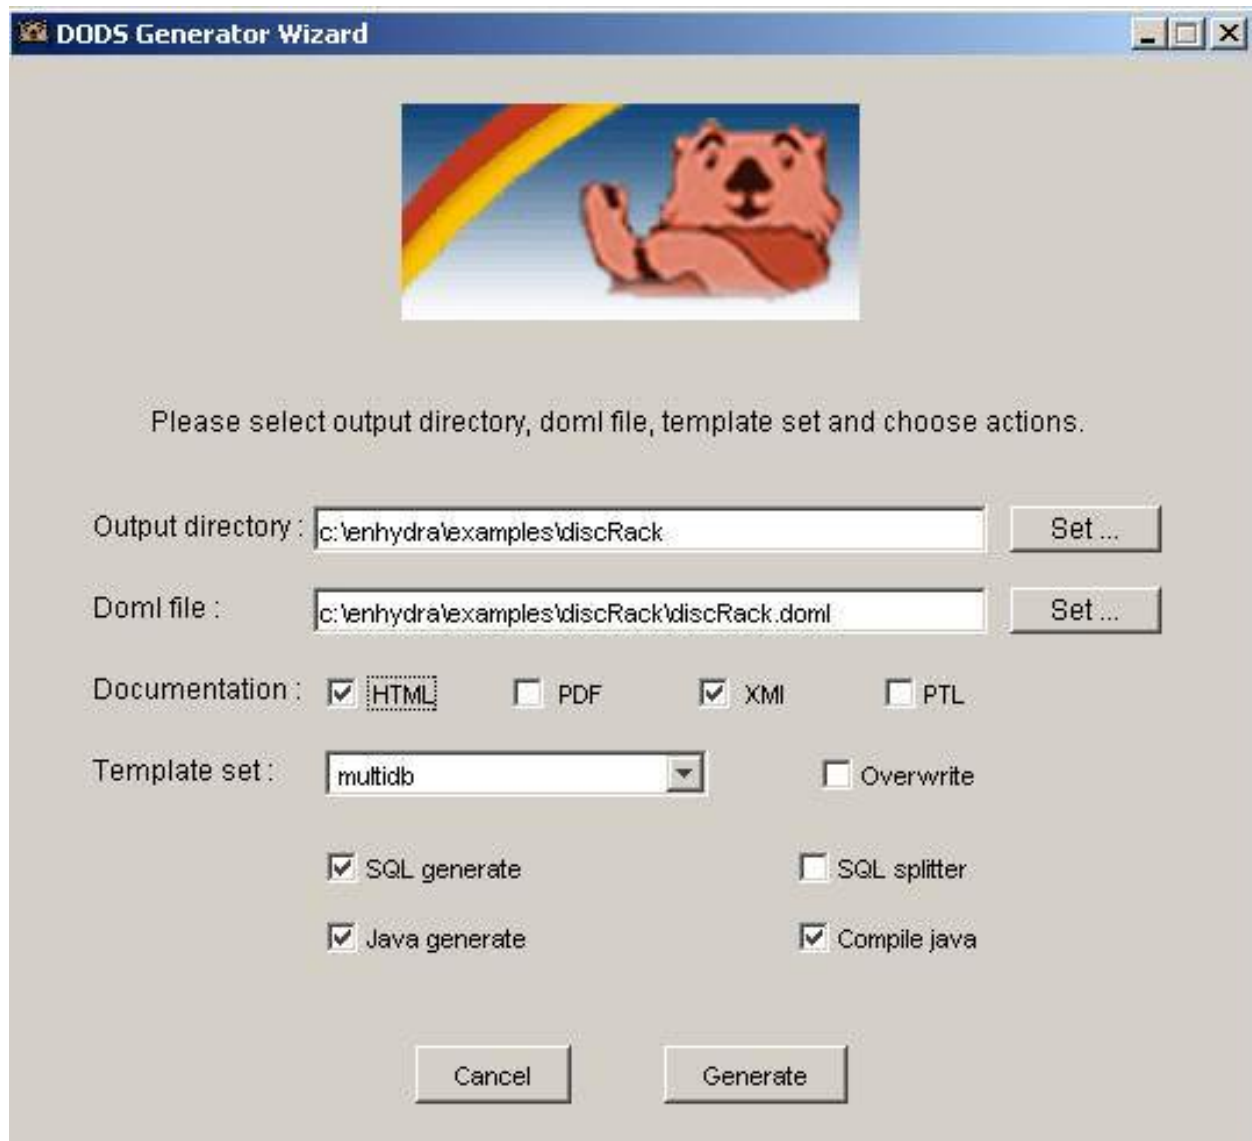 DODS Generator Wizard
Please select output directory, doml file, template set and choose actions.
Output directory : c:\enhydra\examples\discRack Set ...
Doml file : c:\enhydra\examples\discRack\discRack.doml Set ...
Documentation : HTML PDF XMI PTL
Template set : multidb Overwrite
SQL generate SQL splitter
Java generate Compile java
Cancel Generate